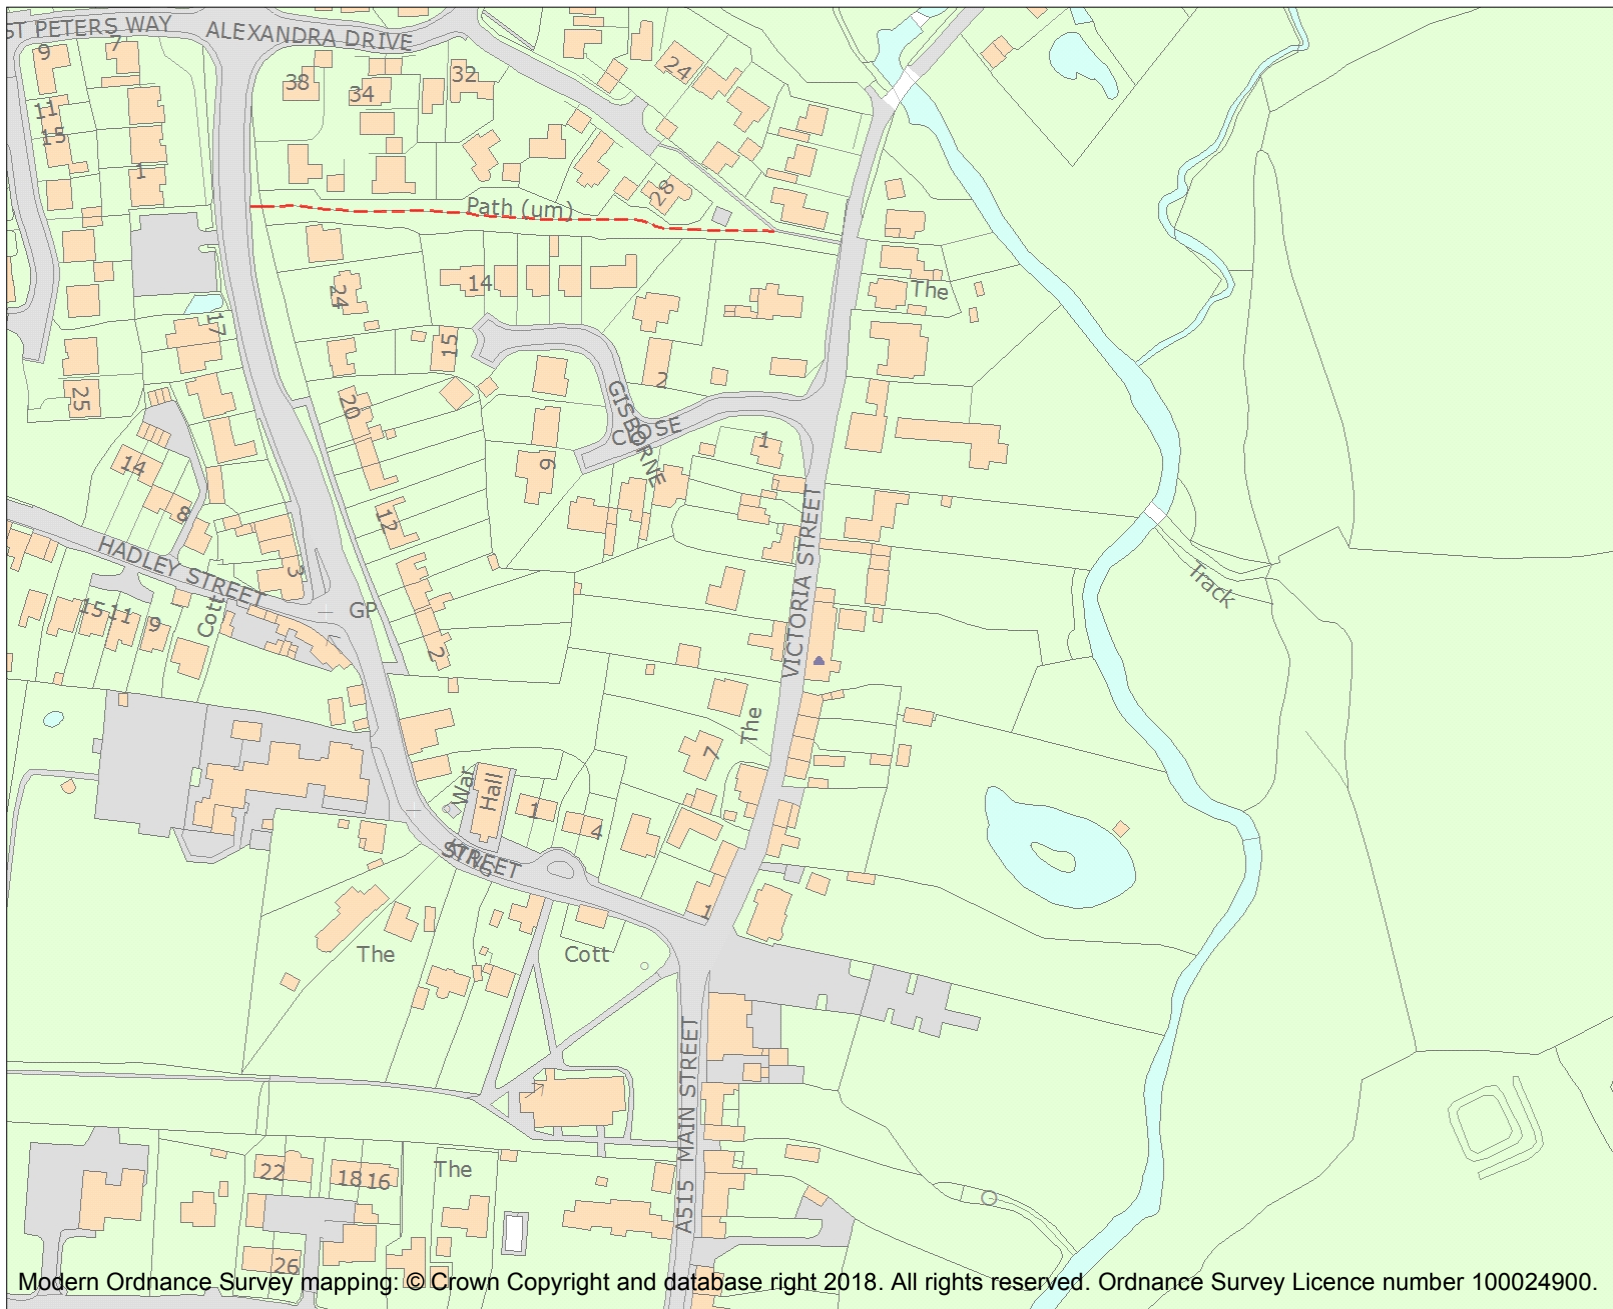 ST PETERS WAY
ALEXANDRA DRIVE
9
7
38
34
32
24
11
15
1
28
Path (um)
24
14
The
17
15
2
25
20
GISBORNE
CLOSE
1
14
6
8
12
HADLEY STREET
3
VICTORIA STREET
Track
15
11
9
Cott
GP
2
The
7
War
Hall
1
4
KING
STREET
1
The
Cott
A515 MAIN STREET
22
18
16
The
26
Modern Ordnance Survey mapping: © Crown Copyright and database right 2018. All rights reserved. Ordnance Survey Licence number 100024900.